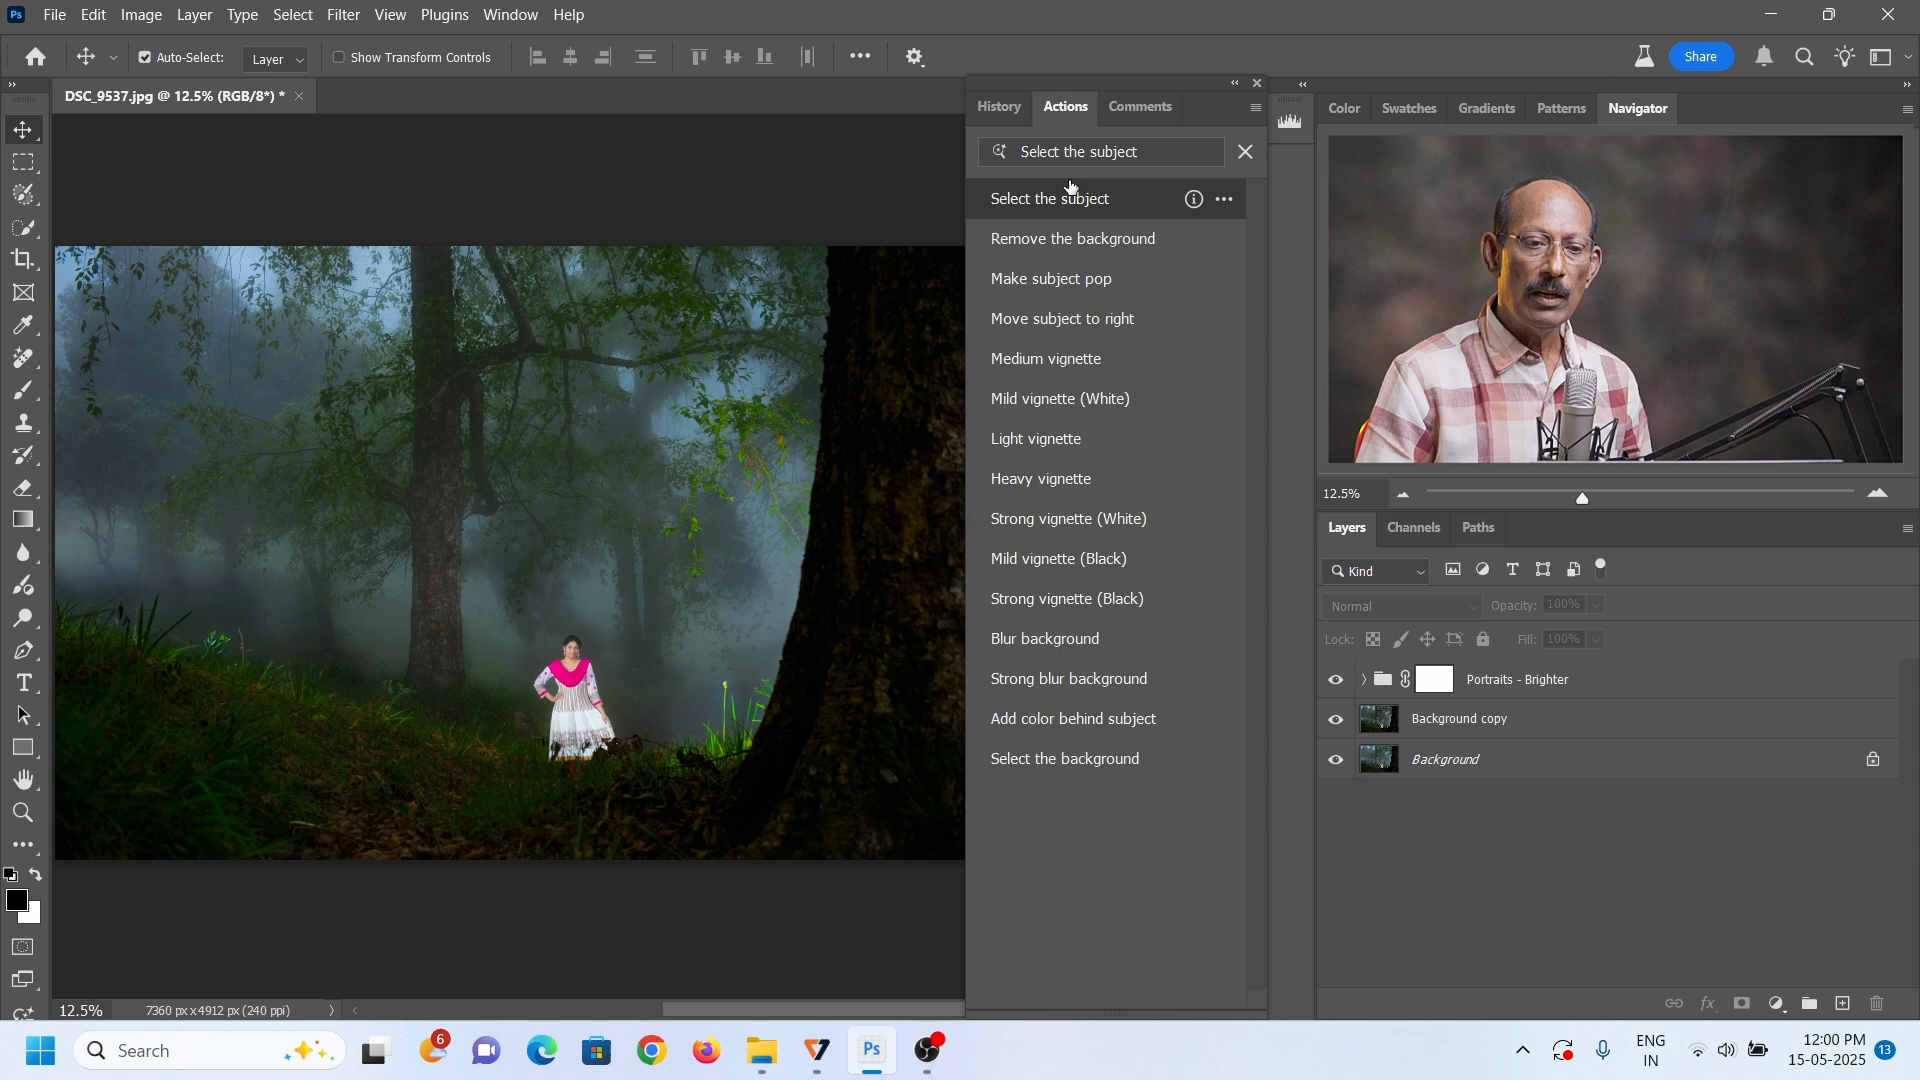 Ps File Edit Image Layer Type Select Filter View Plugins Window Help
Auto-Select: Layer Show Transform Controls Share
DSC_9537.jpg @ 12.5% (RGB/8*) *
History Actions Comments
Color Swatches Gradients Patterns Navigator
Select the subject
Select the subject
Remove the background
Make subject pop
Move subject to right
Medium vignette
Mild vignette (White)
Light vignette
Heavy vignette
Strong vignette (White)
Mild vignette (Black)
Strong vignette (Black)
Blur background
Strong blur background
Add color behind subject
Select the background
12.5%
Layers Channels Paths
Kind
Normal Opacity: 100%
Lock: Fill: 100%
Portraits - Brighter
Background copy
Background
12.5% 7360 px x 4912 px (240 ppi)
Search 6 Ps ENG IN 12:00 PM 15-05-2025 13